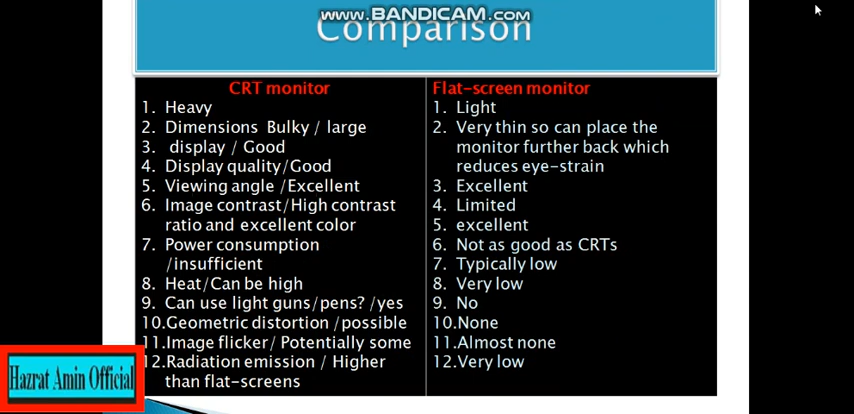 www.BANDICAM.com
Comparison
CRT monitor
1. Heavy
2. Dimensions Bulky / large
3. display / Good
4. Display quality/Good
5. Viewing angle /Excellent
6. Image contrast/High contrast
ratio and excellent color
7. Power consumption
/insufficient
8. Heat/Can be high
9. Can use light guns/pens? /yes
10.Geometric distortion /possible
11.Image flicker/ Potentially some
12.Radiation emission / Higher
than flat-screens
Flat-screen monitor
1. Light
2. Very thin so can place the
monitor further back which
reduces eye-strain
3. Excellent
4. Limited
5. excellent
6. Not as good as CRTs
7. Typically low
8. Very low
9. No
10.None
11.Almost none
12.Very low
Hazrat Amin Official